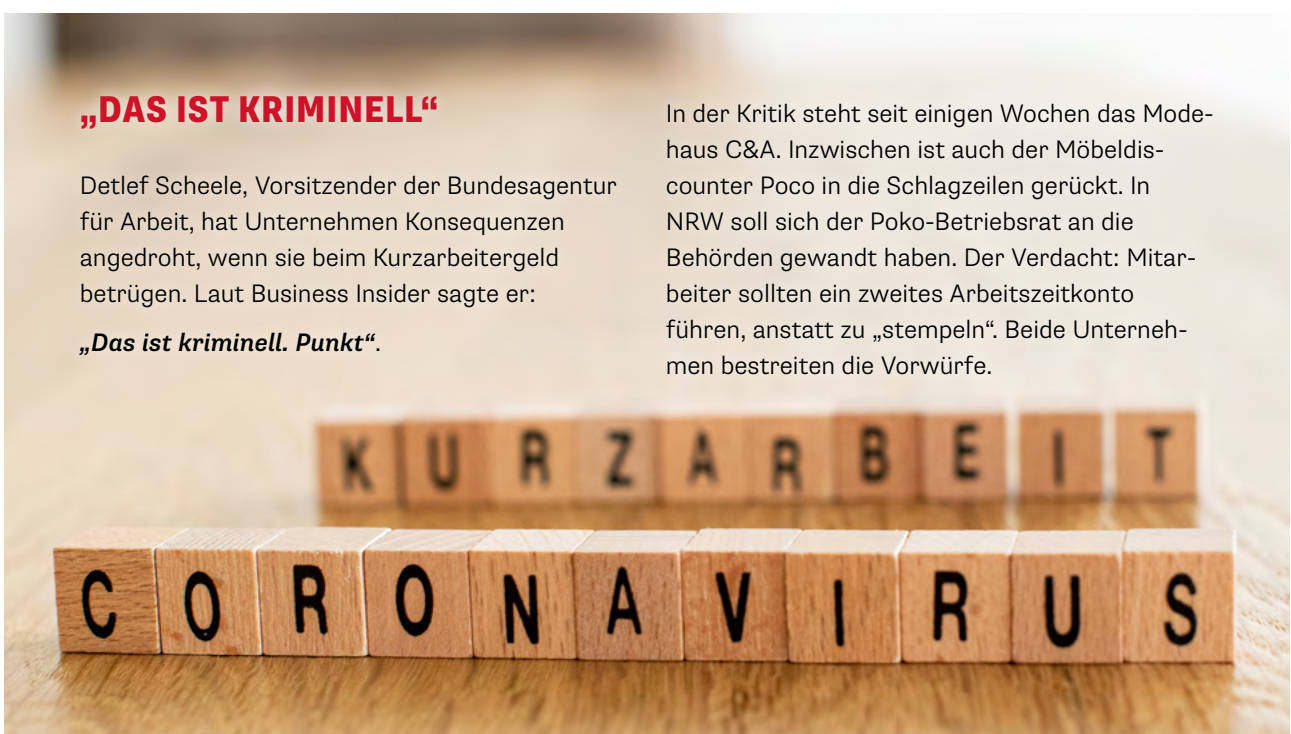 „DAS IST KRIMINELL“
Detlef Scheele, Vorsitzender der Bundesagentur
für Arbeit, hat Unternehmen Konsequenzen
angedroht, wenn sie beim Kurzarbeitergeld
betrügen. Laut Business Insider sagte er:
„Das ist kriminell. Punkt“.
In der Kritik steht seit einigen Wochen das Mode-
haus C&A. Inzwischen ist auch der Möbeldis-
counter Poco in die Schlagzeilen gerückt. In
NRW soll sich der Poko-Betriebsrat an die
Behörden gewandt haben. Der Verdacht: Mitar-
beiter sollten ein zweites Arbeitszeitkonto
führen, anstatt zu „stempeln“. Beide Unterneh-
men bestreiten die Vorwürfe.
KURZARBEIT
CORONAVIRUS